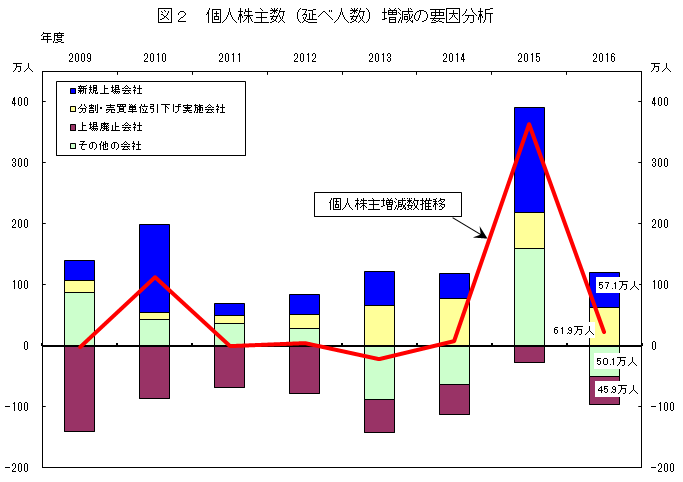 図２　個人株主数（延べ人数）増減の要因分析
年度
2009 2010 2011 2012 2013 2014 2015 2016
万人 万人
新規上場会社
分割・売買単位引下げ実施会社
上場廃止会社
その他の会社
400 400
300 300
個人株主増減数推移
200 200
100 100
57.1万人
61.9万人
0 0
50.1万人
45.9万人
-100 -100
-200 -200